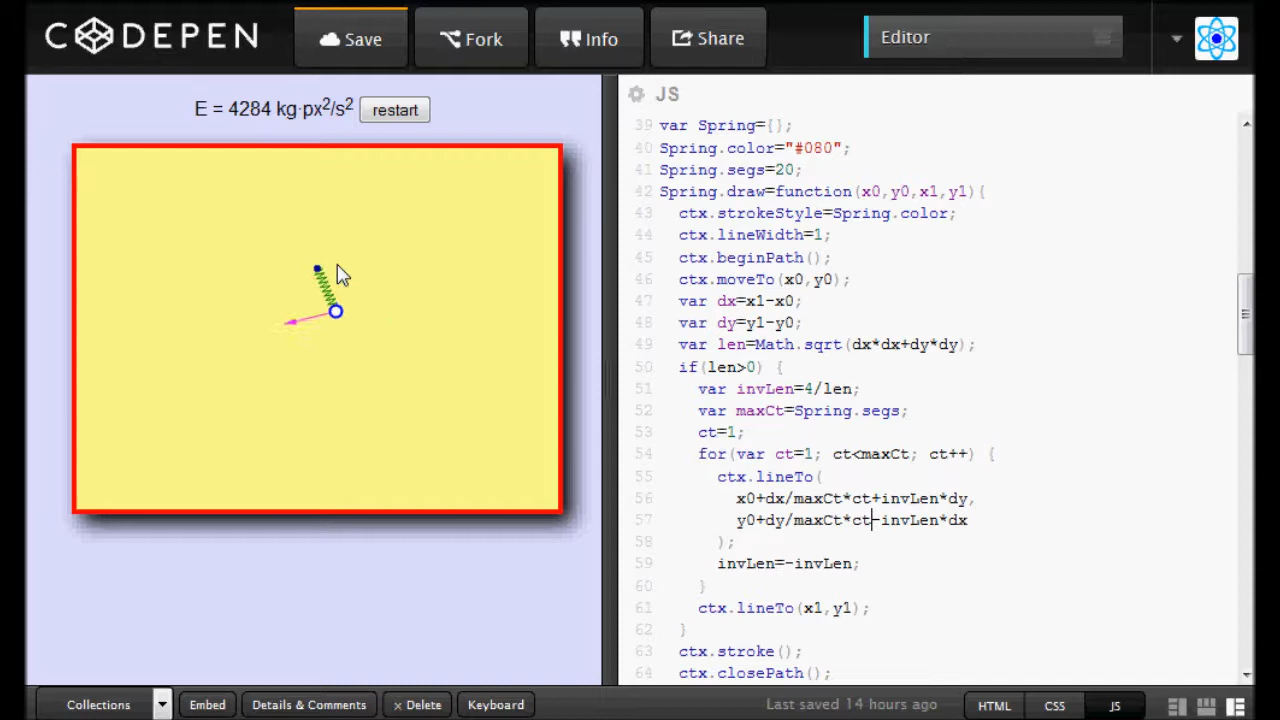 CODEPEN
Save
Fork
Info
Share
Editor
E = 4284 kg·px²/s² restart
JS
39 var Spring={};
40 Spring.color="#080";
41 Spring.segs=20;
42 Spring.draw=function(x0,y0,x1,y1){
43 ctx.strokeStyle=Spring.color;
44 ctx.lineWidth=1;
45 ctx.beginPath();
46 ctx.moveTo(x0,y0);
47 var dx=x1-x0;
48 var dy=y1-y0;
49 var len=Math.sqrt(dx*dx+dy*dy);
50 if(len>0) {
51 var invLen=4/len;
52 var maxCt=Spring.segs;
53 ct=1;
54 for(var ct=1; ct<maxCt; ct++) {
55 ctx.lineTo(
56 x0+dx/maxCt*ct+invLen*dy,
57 y0+dy/maxCt*ct-invLen*dx
58 );
59 invLen=-invLen;
60 }
61 ctx.lineTo(x1,y1);
62 }
63 ctx.stroke();
64 ctx.closePath();
Collections
Embed
Details & Comments
× Delete
Keyboard
Last saved 14 hours ago
HTML
CSS
JS